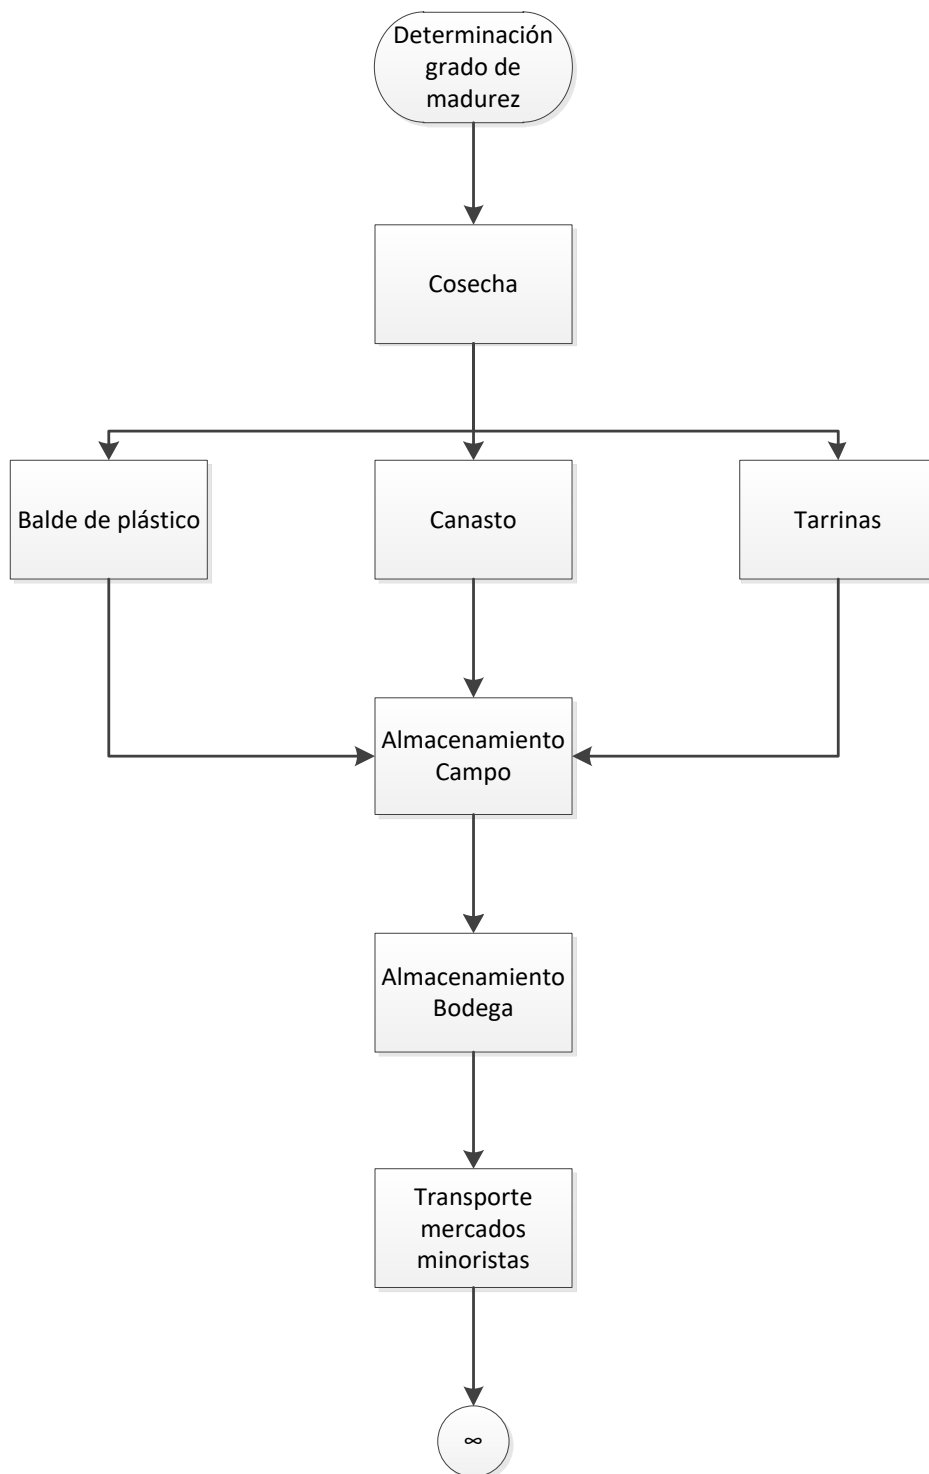 Determinación
grado de
madurez
Cosecha
Balde de plástico
Canasto
Tarrinas
Almacenamiento
Campo
Almacenamiento
Bodega
Transporte
mercados
minoristas
∞